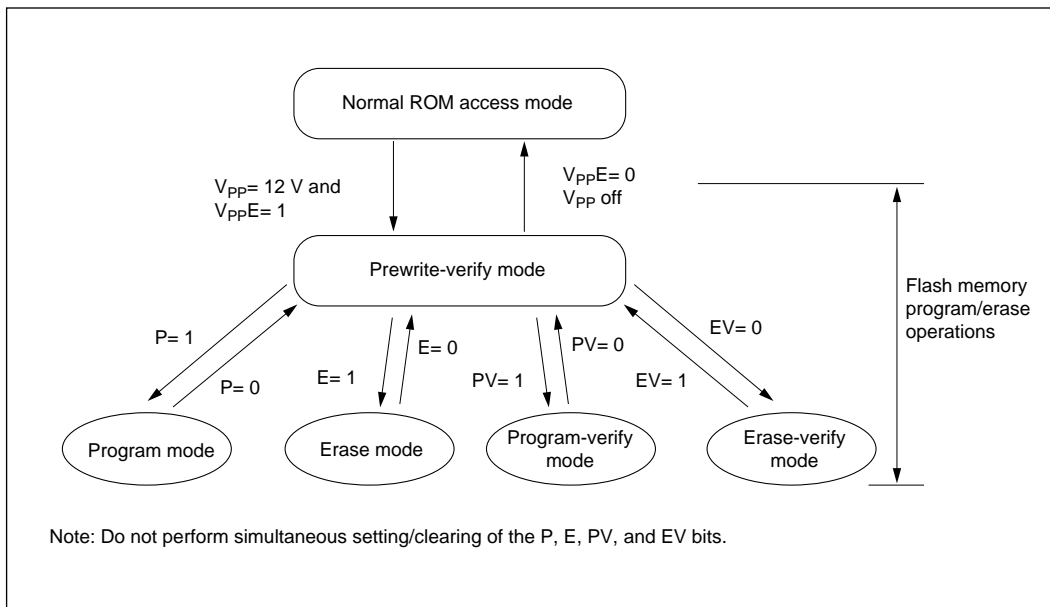 Normal ROM access mode
VPP= 12 V and
VPPE= 1
VPPE= 0
VPP off
Prewrite-verify mode
Flash memory
program/erase
operations
P= 1
P= 0
E= 1
E= 0
PV= 1
PV= 0
EV= 1
EV= 0
Program mode
Erase mode
Program-verify
mode
Erase-verify
mode
Note: Do not perform simultaneous setting/clearing of the P, E, PV, and EV bits.